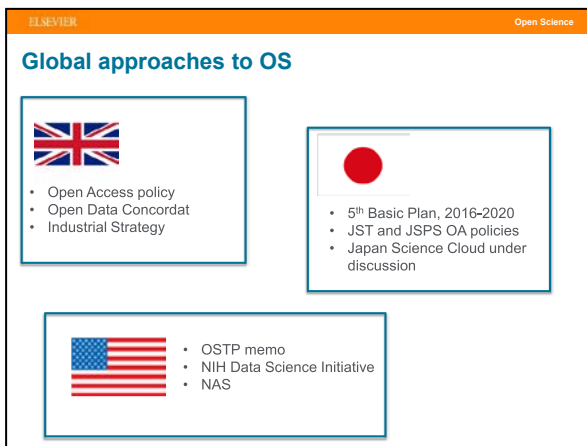 ELSEVIER
Open Science
Global approaches to OS
• Open Access policy
• Open Data Concordat
• Industrial Strategy
• 5th Basic Plan, 2016-2020
• JST and JSPS OA policies
• Japan Science Cloud under
discussion
• OSTP memo
• NIH Data Science Initiative
• NAS